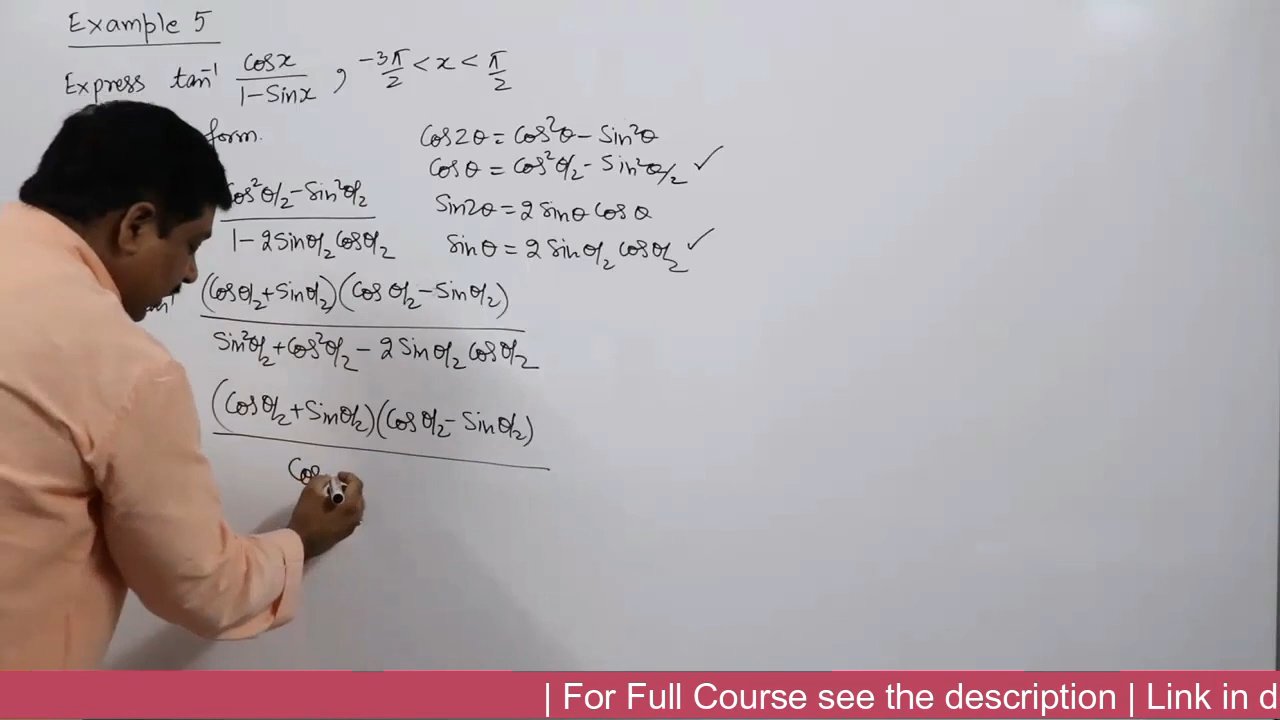 Example 5
Express tan⁻¹ cosx / 1-Sinx , -3π/2 < x < π/2
form.
Cos2θ = Cos²θ - Sin²θ
Cosθ = Cos²θ/2 - Sin²θ/2 ✓
Sin2θ = 2 Sinθ Cosθ
Sinθ = 2 Sinθ/2 Cosθ/2 ✓
Cos²θ/2 - Sin²θ/2
1 - 2Sinθ/2 Cosθ/2
(Cosθ/2 + Sinθ/2)(Cosθ/2 - Sinθ/2)
Sin²θ/2 + Cos²θ/2 - 2 Sinθ/2 Cosθ/2
(Cosθ/2 + Sinθ/2)(Cosθ/2 - Sinθ/2)
Cos
| For Full Course see the description | Link in d